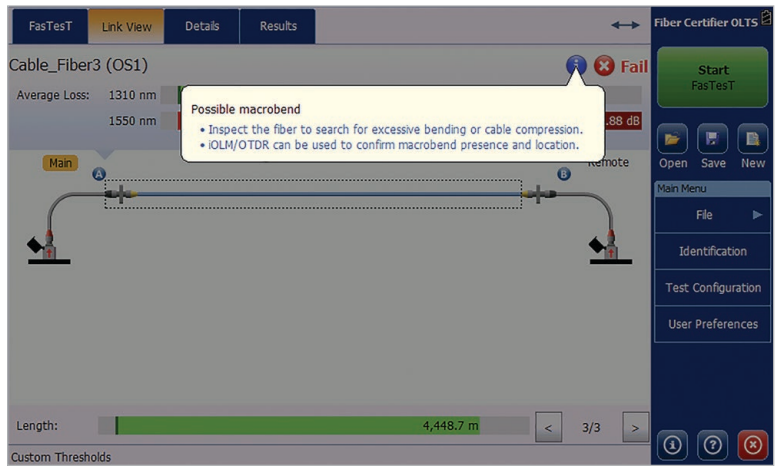 FasTesT
Link View
Details
Results
Fiber Certifier OLTS
Cable_Fiber3 (OS1)
Fail
Average Loss:
1310 nm
1550 nm
.88 dB
Possible macrobend
• Inspect the fiber to search for excessive bending or cable compression.
• iOLM/OTDR can be used to confirm macrobend presence and location.
Main
Remote
A
B
Length:
4,448.7 m
<
3/3
>
Custom Thresholds
Start
FasTesT
Open
Save
New
Main Menu
File
Identification
Test Configuration
User Preferences